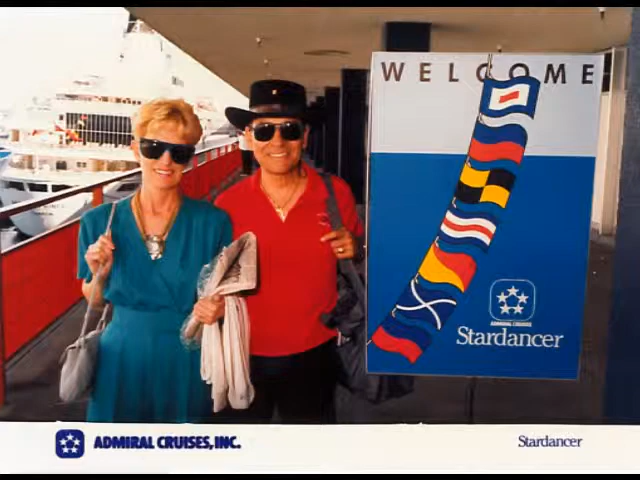 WELCOME
ADMIRAL CRUISES
Stardancer
ADMIRAL CRUISES, INC.
Stardancer